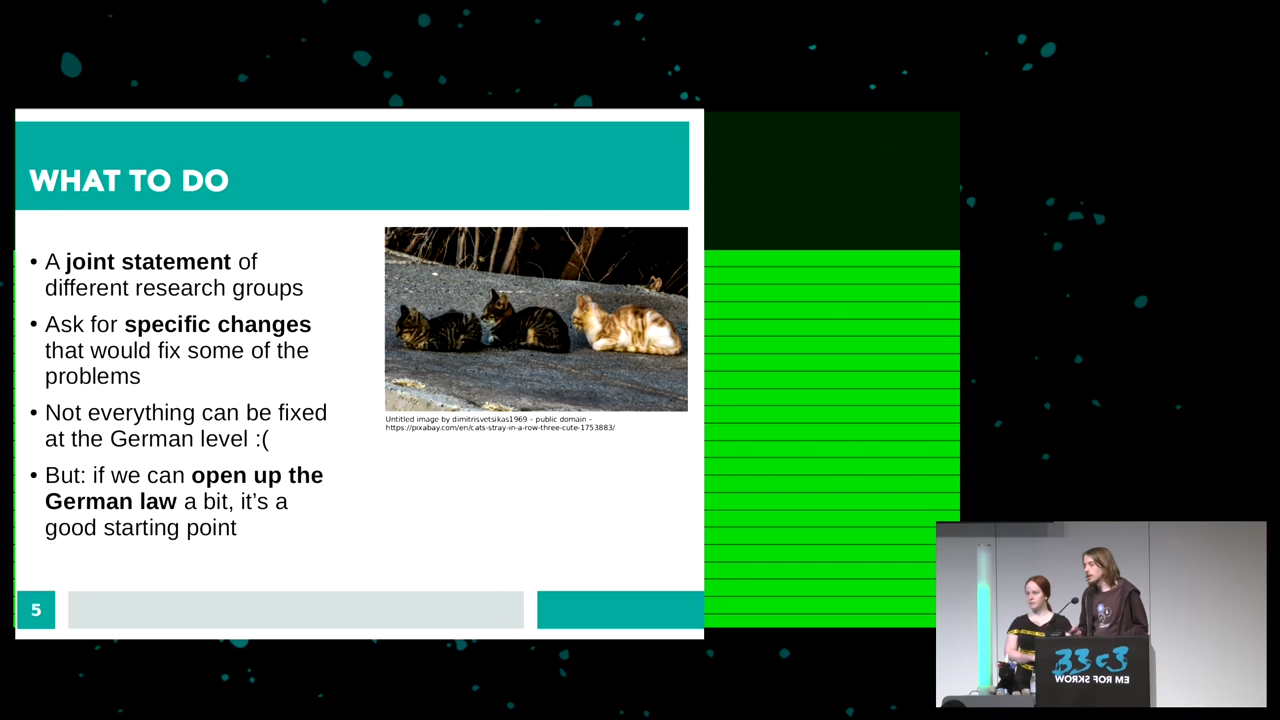 WHAT TO DO
• A joint statement of
different research groups
• Ask for specific changes
that would fix some of the
problems
• Not everything can be fixed
at the German level :(
• But: if we can open up the
German law a bit, it’s a
good starting point
Untitled image by dimitrisvetsikas1969 – public domain –
https://pixabay.com/en/cats-stray-in-a-row-three-cute-1753883/
5
33c3
WORKS FOR ME